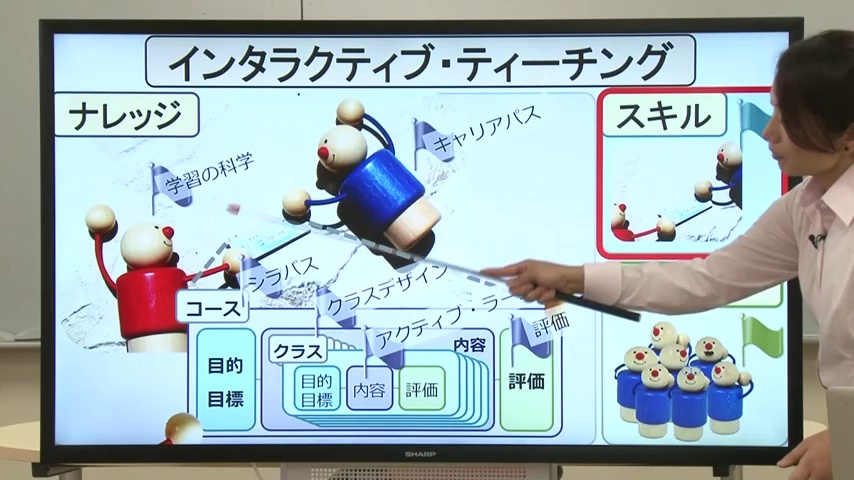 インタラクティブ・ティーチング
ナレッジ
スキル
キャリアパス
学習の科学
シラバス
クラスデザイン
アクティブ・ラー
評価
コース
クラス
内容
目的
目標
目的
目標
内容
評価
評価
SHARP